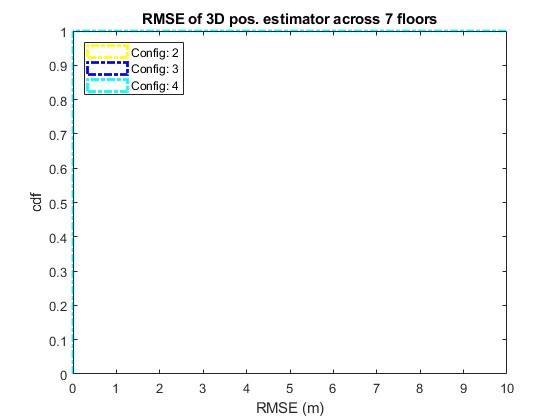 RMSE of 3D pos. estimator across 7 floors
1
0.9
0.8
0.7
0.6
0.5
0.4
0.3
0.2
0.1
0
Config: 2
Config: 3
Config: 4
cdf
0 1 2 3 4 5 6 7 8 9 10
RMSE (m)